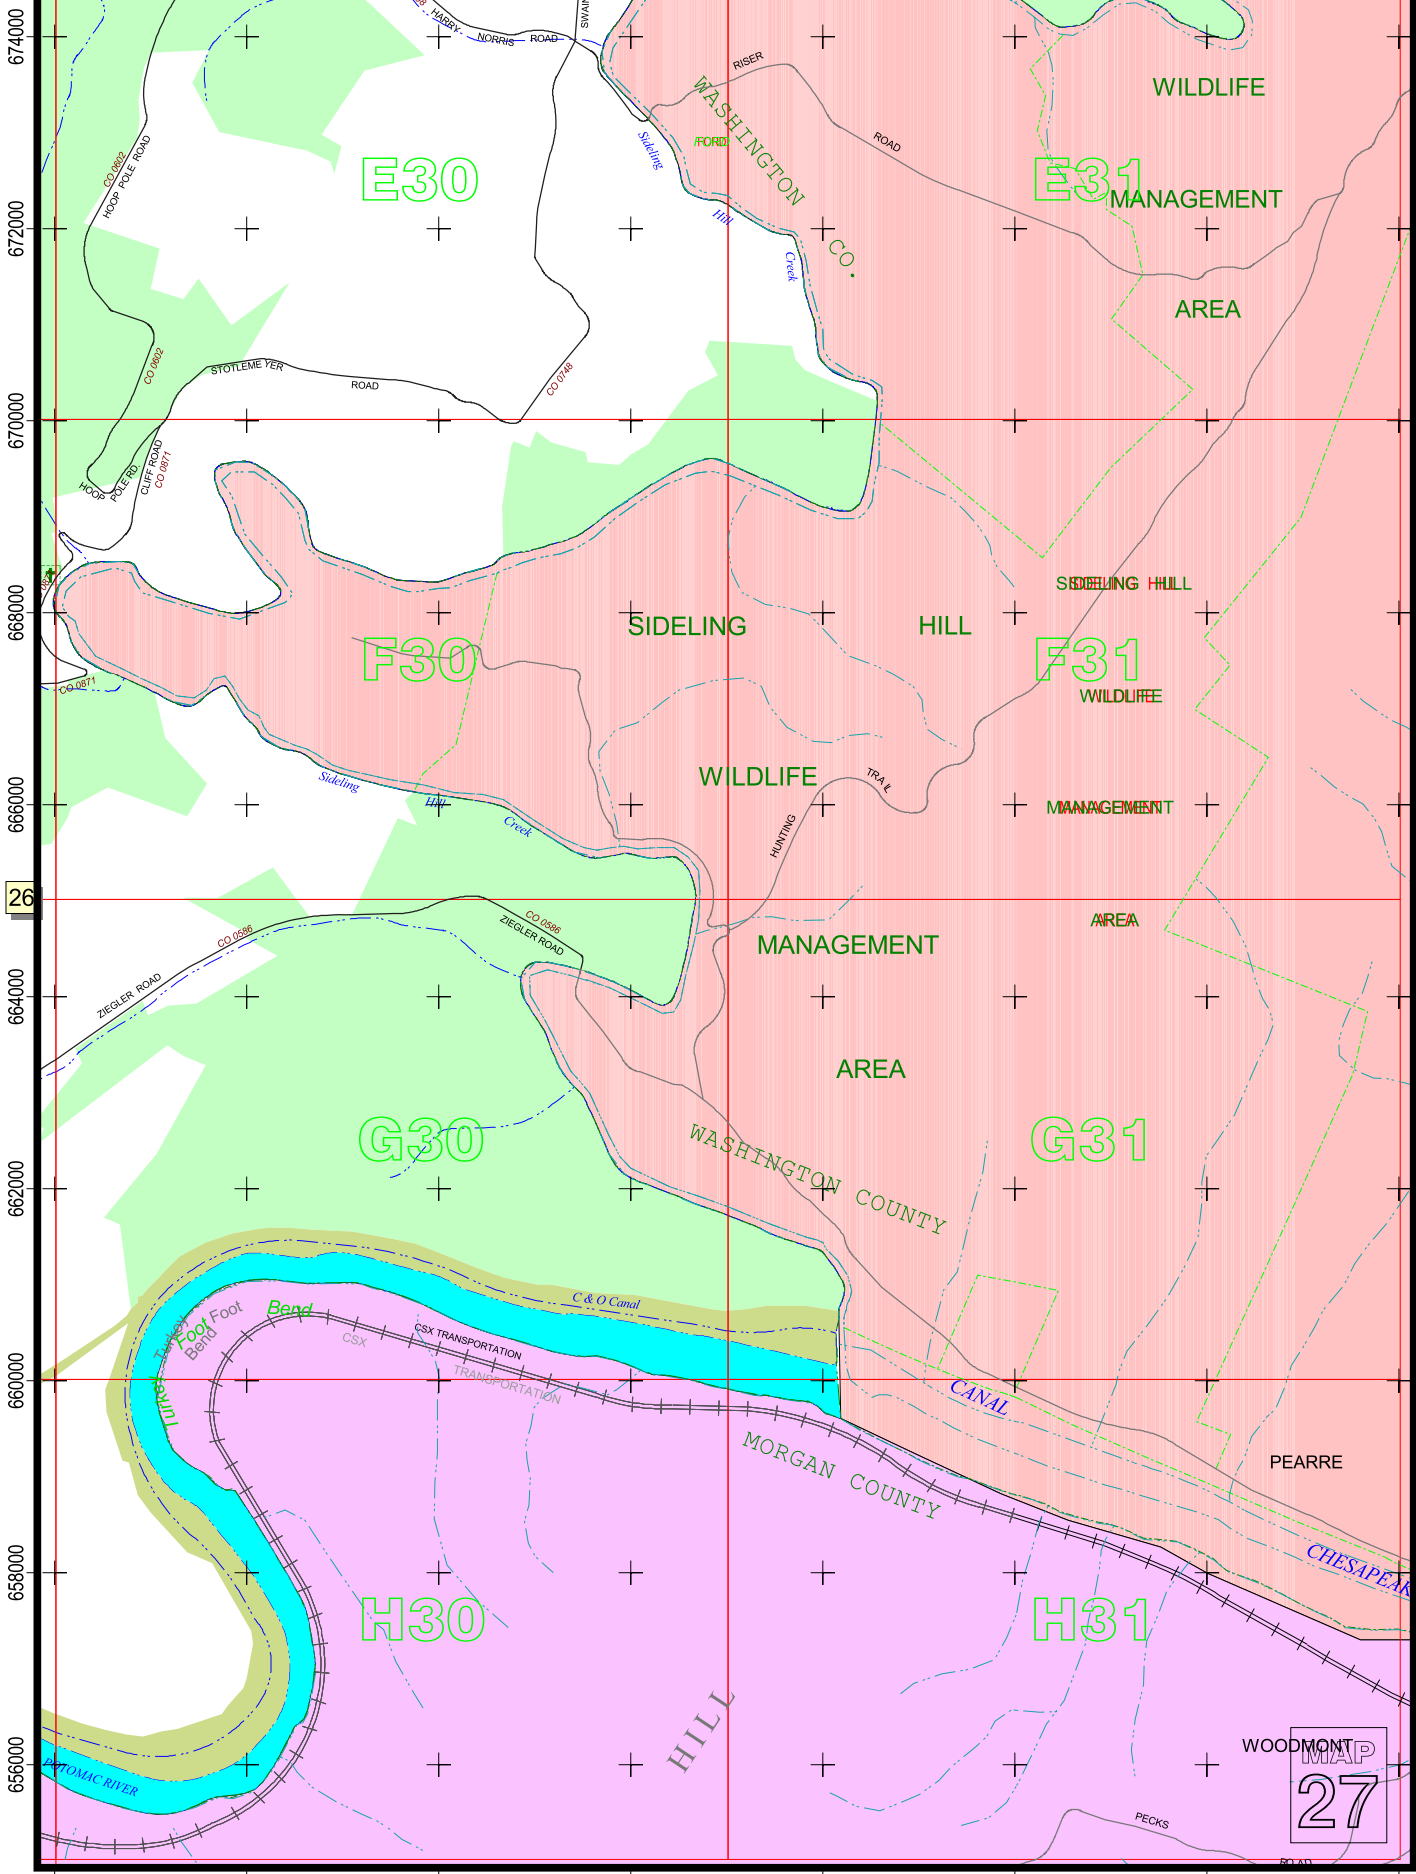 674000
HARRY
NORRIS ROAD
RISER
ROAD
WILDLIFE
WASHINGTON
CO.
FORD
Sideling
Hill
Creek
HOOP POLE ROAD
CO 0602
E30
E31
MANAGEMENT
672000
AREA
STOTLEMEYER
ROAD
CO 0602
CO 0748
670000
HOOP
POLE RD.
CLIFF ROAD
CO 0871
668000
SIDELING HILL
SIDELING HILL
F30
F31
CO 0871
WILDLIFE
WILDLIFE
TRAIL
HUNTING
MANAGEMENT
666000
Sideling
Hill
Creek
26
AREA
CO 0586
CO 0586
ZIEGLER ROAD
MANAGEMENT
ZIEGLER ROAD
664000
AREA
G30
G31
WASHINGTON COUNTY
662000
C & O Canal
Turkey
Foot
Bend
Turkey
Foot
Bend
CSX TRANSPORTATION
CSX
TRANSPORTATION
660000
CANAL
MORGAN COUNTY
PEARRE
658000
CHESAPEAK
H30
H31
HILL
WOODMONT
MAP
27
656000
POTOMAC RIVER
PECKS
ROAD